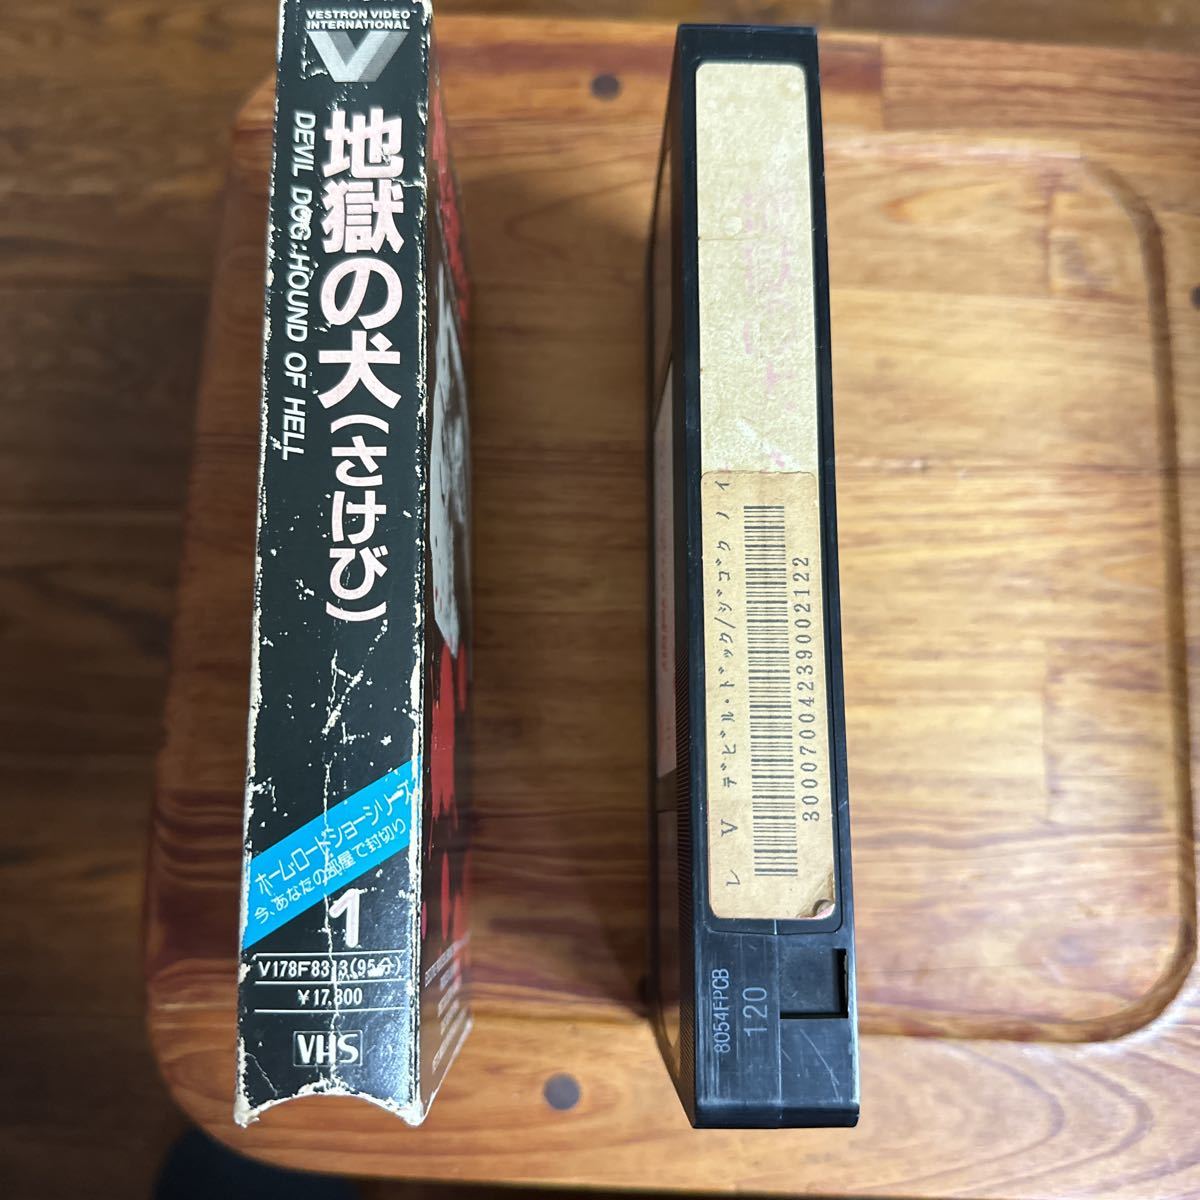 VESTRON VIDEO
INTERNATIONAL
地獄の犬(さけび)
DEVIL DOG:HOUND OF HELL
ホーム・ロードショーシリーズ
今、あなたの部屋で封切り
1
V178F8313(95分)
¥17,800
VHS
レ V デビル・ドック/ジゴク ノ イ
30007004239002122
8054FPCB
120